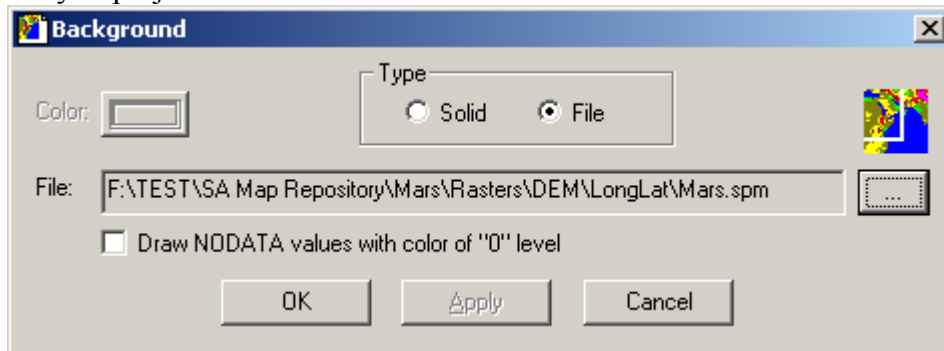 Background
Type
Color:
Solid
File
File:
F:\TEST\SA Map Repository\Mars\Rasters\DEM\LongLat\Mars.spm
...
Draw NODATA values with color of "0" level
OK
Apply
Cancel